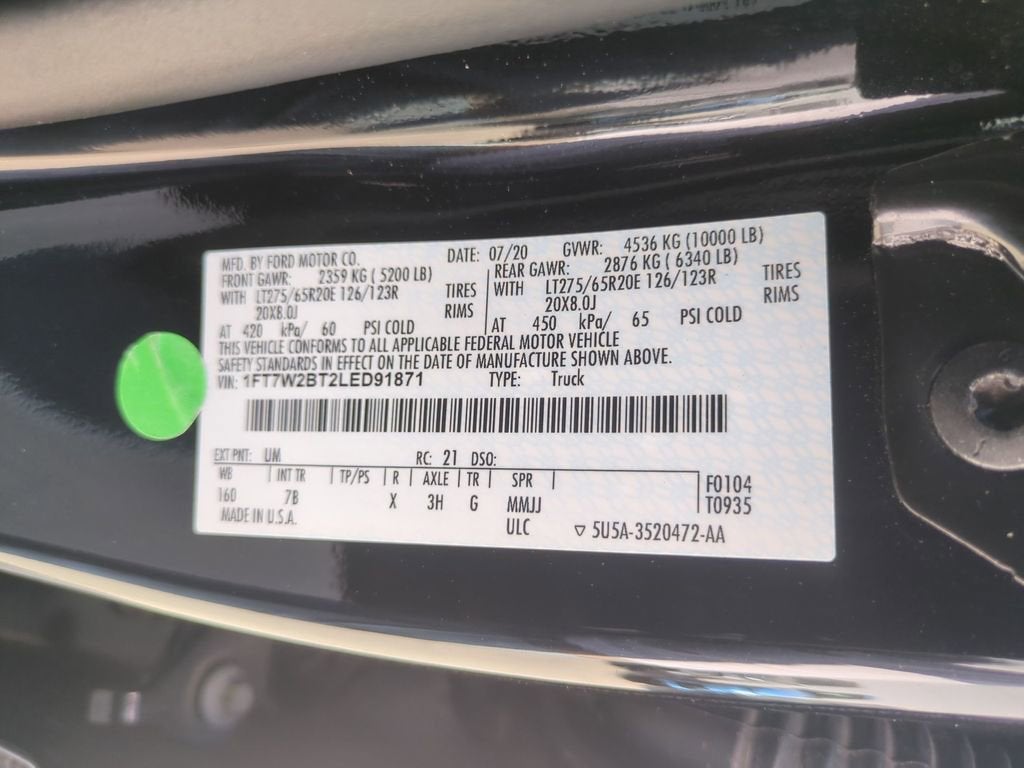 MFD. BY FORD MOTOR CO. DATE: 07/20 GVWR: 4536 KG (10000 LB)
FRONT GAWR: 2359 KG ( 5200 LB) REAR GAWR: 2876 KG ( 6340 LB)
WITH LT275/65R20E 126/123R TIRES WITH LT275/65R20E 126/123R TIRES
20X8.0J RIMS 20X8.0J RIMS
AT 420 kPa/ 60 PSI COLD AT 450 kPa/ 65 PSI COLD
THIS VEHICLE CONFORMS TO ALL APPLICABLE FEDERAL MOTOR VEHICLE
SAFETY STANDARDS IN EFFECT ON THE DATE OF MANUFACTURE SHOWN ABOVE.
VIN: 1FT7W2BT2LED91871 TYPE: Truck
EXT PNT: UM RC: 21 DSO:
WB INT TR TP/PS R AXLE TR SPR F0104
160 7B X 3H G MMJJ T0935
MADE IN U.S.A. ULC ▽ 5U5A-3520472-AA